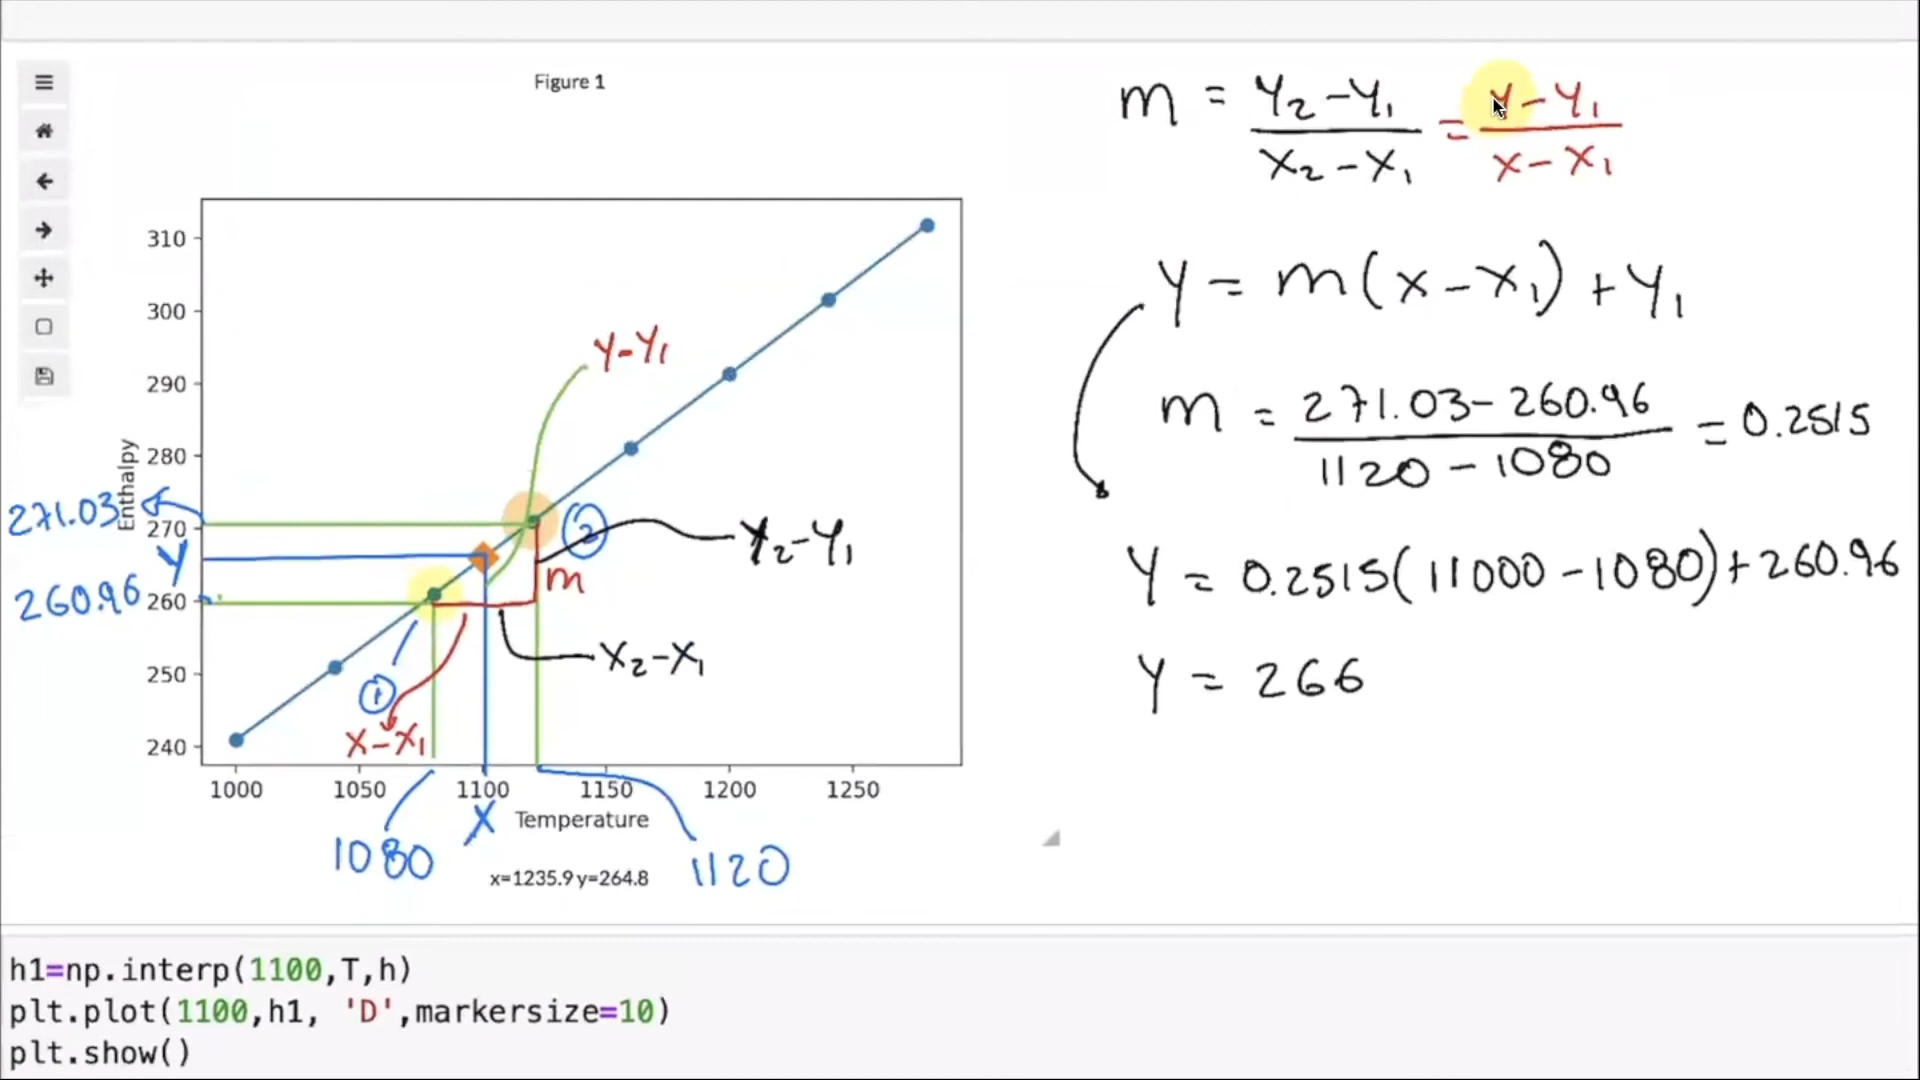 Figure 1
m = Y₂-Y₁ / X₂-X₁ = Y-Y₁ / X-X₁
310
300
290
280
270
260
250
240
Enthalpy
1000 1050 1100 1150 1200 1250
Temperature
x=1235.9 y=264.8
Y-Y₁
271.03
Y
260.96
②
m
Y₂-Y₁
X₂-X₁
①
X-X₁
1080
X
1120
Y = m(x-x₁)+Y₁
m = 271.03-260.96 / 1120-1080 = 0.2515
Y = 0.2515(11000-1080)+260.96
Y = 266
h1=np.interp(1100,T,h)
plt.plot(1100,h1, 'D',markersize=10)
plt.show()